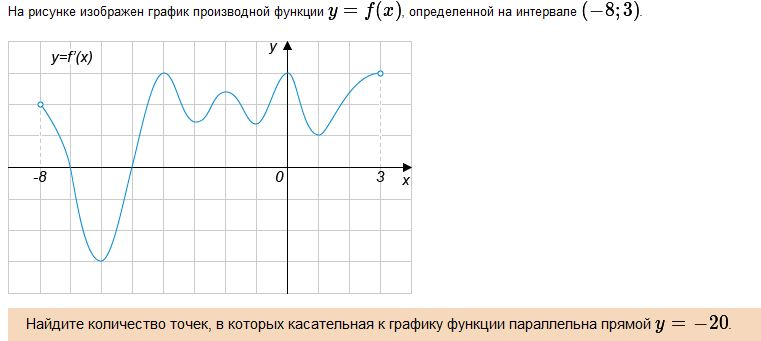 На рисунке изображен график производной функции y = f(x), определенной на интервале (−8; 3).
y
y=f'(x)
-8 0 3 x
Найдите количество точек, в которых касательная к графику функции параллельна прямой y = −20.